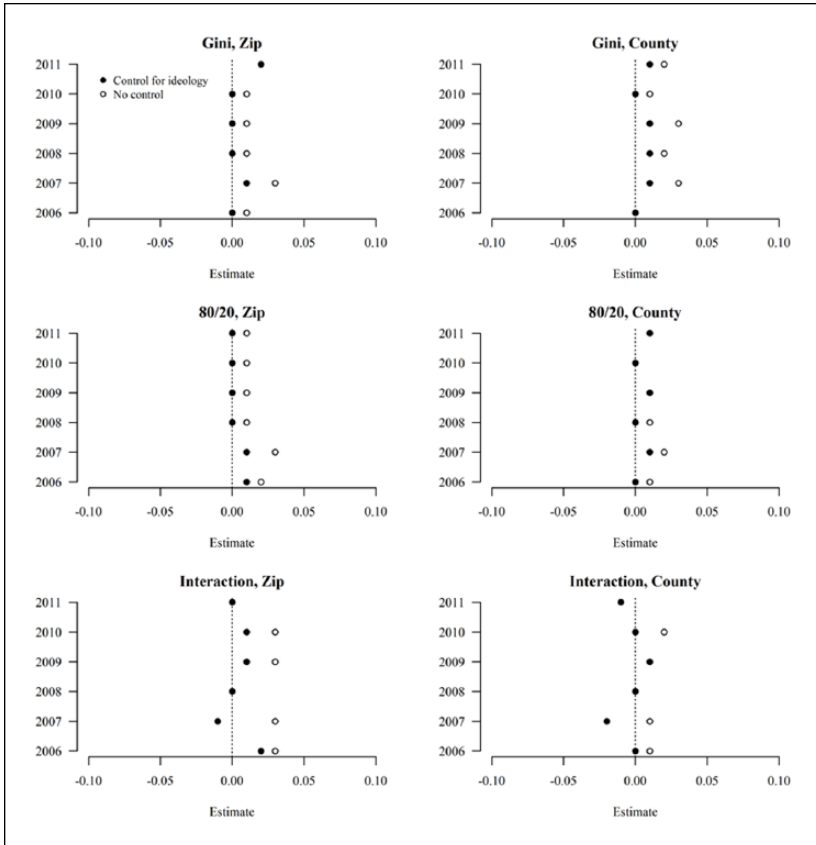 Gini, Zip
2011
2010
2009
2008
2007
2006
Control for ideology
No control
-0.10 -0.05 0.00 0.05 0.10
Estimate
Gini, County
2011
2010
2009
2008
2007
2006
-0.10 -0.05 0.00 0.05 0.10
Estimate
80/20, Zip
2011
2010
2009
2008
2007
2006
-0.10 -0.05 0.00 0.05 0.10
Estimate
80/20, County
2011
2010
2009
2008
2007
2006
-0.10 -0.05 0.00 0.05 0.10
Estimate
Interaction, Zip
2011
2010
2009
2008
2007
2006
-0.10 -0.05 0.00 0.05 0.10
Estimate
Interaction, County
2011
2010
2009
2008
2007
2006
-0.10 -0.05 0.00 0.05 0.10
Estimate